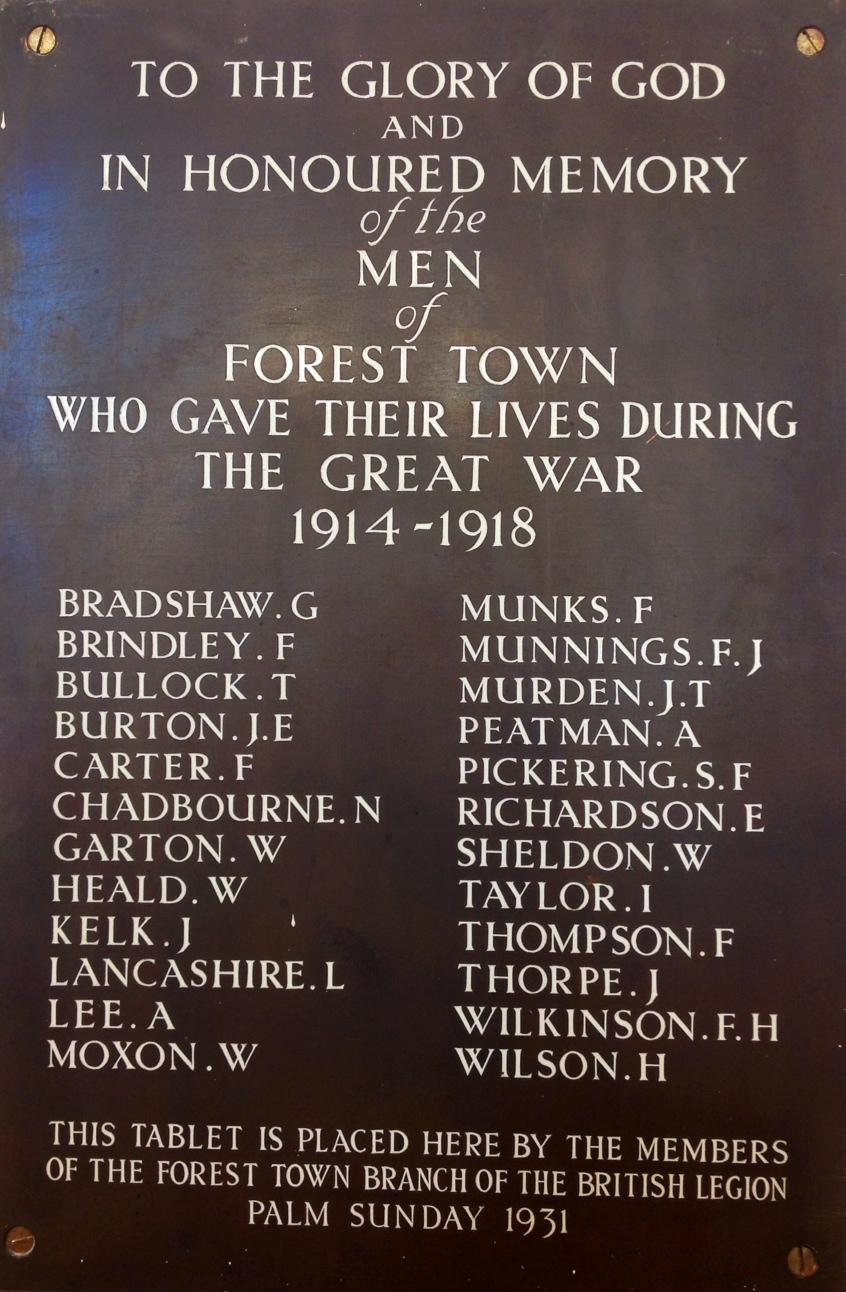 TO THE GLORY OF GOD
AND
IN HONOURED MEMORY
of the
MEN
of
FOREST TOWN
WHO GAVE THEIR LIVES DURING
THE GREAT WAR
1914-1918
BRADSHAW. G
BRINDLEY. F
BULLOCK. T
BURTON. J.E
CARTER. F
CHADBOURNE. N
GARTON. W
HEALD. W
KELK. J
LANCASHIRE. L
LEE. A
MOXON. W
MUNKS. F
MUNNINGS. F. J
MURDEN. J.T
PEATMAN. A
PICKERING. S. F
RICHARDSON. E
SHELDON. W
TAYLOR. I
THOMPSON. F
THORPE. J
WILKINSON. F. H
WILSON. H
THIS TABLET IS PLACED HERE BY THE MEMBERS
OF THE FOREST TOWN BRANCH OF THE BRITISH LEGION
PALM SUNDAY 1931